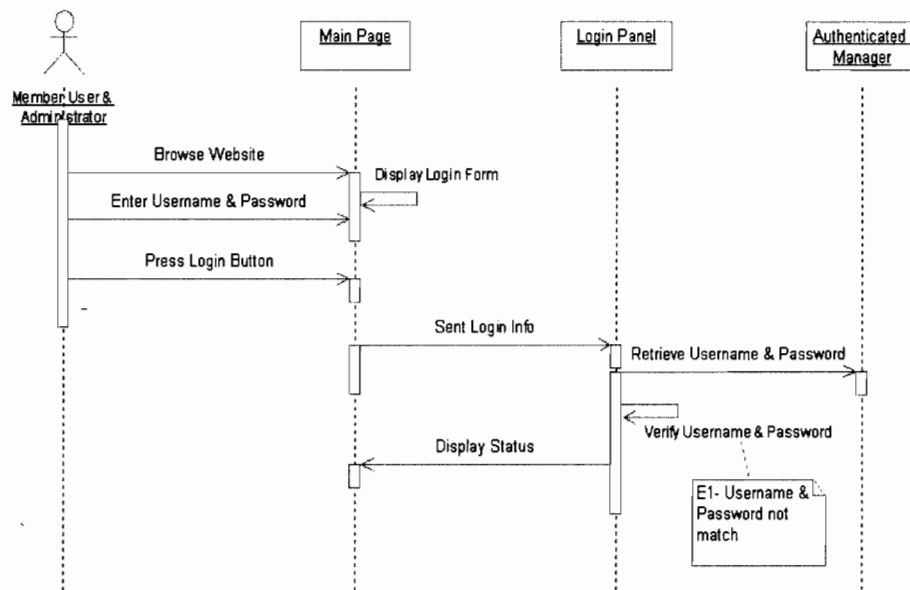 Main Page
Login Panel
Authenticated
Manager
Member User &
Administrator
Browse Website
Display Login Form
Enter Username & Password
Press Login Button
Sent Login Info
Retrieve Username & Password
Verify Username & Password
Display Status
E1- Username &
Password not
match